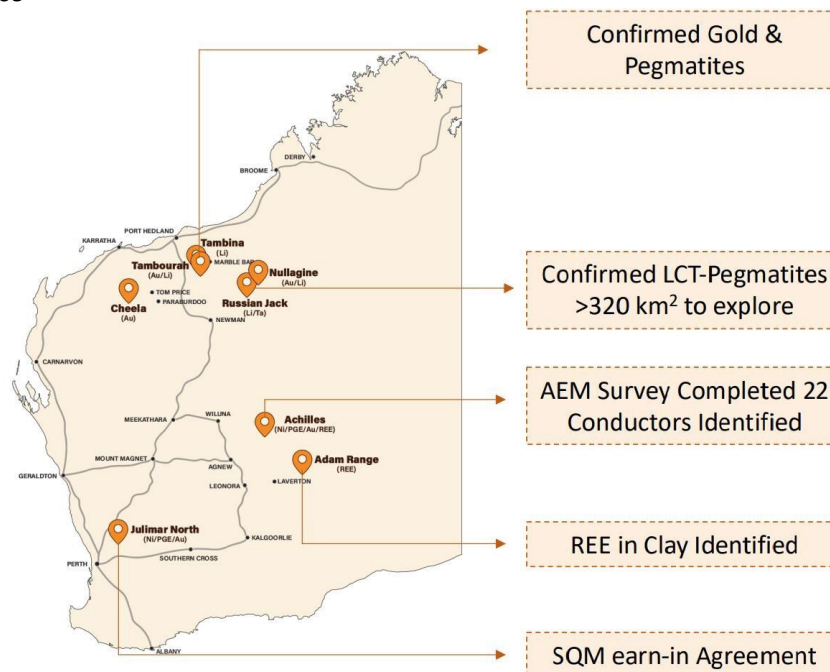 Confirmed Gold &
Pegmatites
DERBY
BROOME
PORT HEDLAND
KARRATHA
Tambina
(Li)
MARBLE BAR
Tambourah
(Au/Li)
Nullagine
(Au/Li)
Russian Jack
(Li/Ta)
Cheela
(Au)
TOM PRICE
PARABURDOO
NEWMAN
Confirmed LCT-Pegmatites
>320 km² to explore
CARNARVON
AEM Survey Completed 22
Conductors Identified
MEEKATHARA
WILUNA
Achilles
(Ni/PGE/Au/REE)
MOUNT MAGNET
AGNEW
Adam Range
(REE)
GERALDTON
LEONORA
LAVERTON
Julimar North
(Ni/PGE/Au)
KALGOORLIE
SOUTHERN CROSS
PERTH
REE in Clay Identified
ALBANY
SQM earn-in Agreement